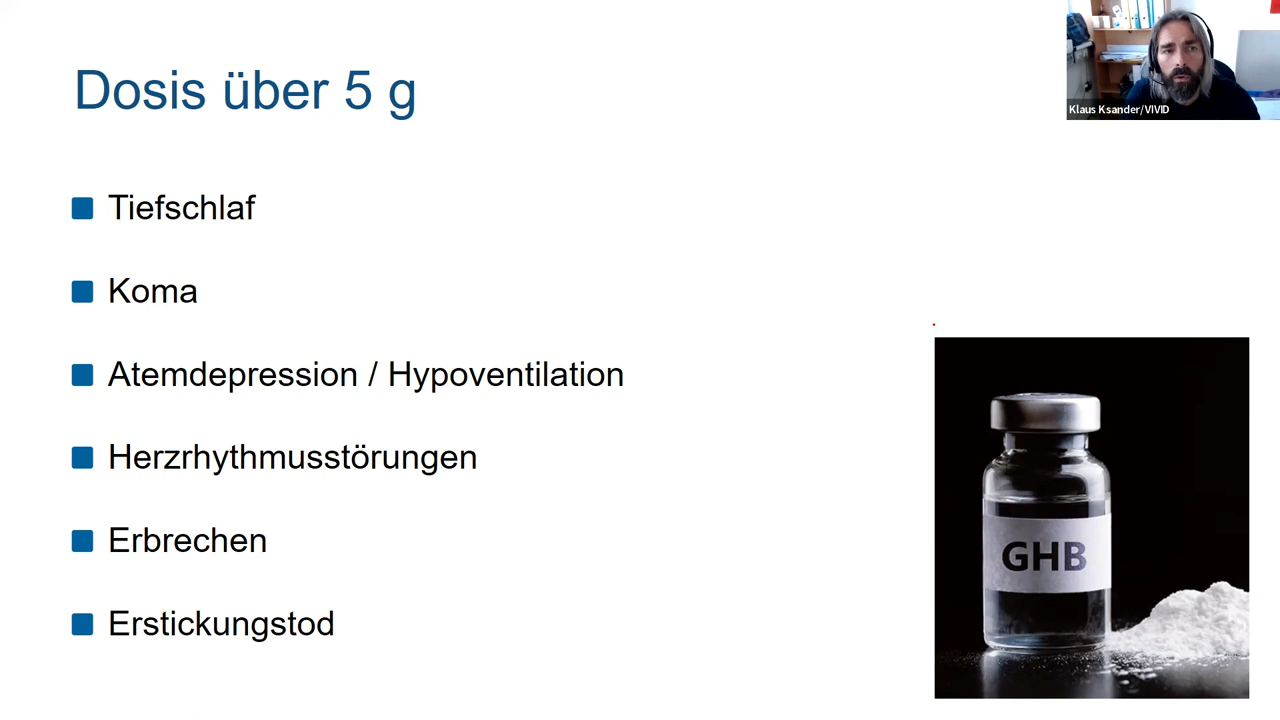 Dosis über 5 g
Klaus Ksander/VIVID
Tiefschlaf
Koma
Atemdepression / Hypoventilation
Herzrhythmusstörungen
Erbrechen
Erstickungstod
GHB